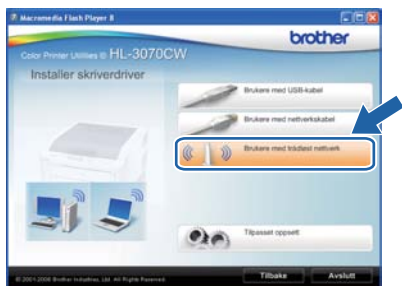 Macromedia Flash Player 8
brother
Color Printer Utilities © HL-3070CW
Installer skriverdriver
Brukere med USB-kabel
Brukere med nettverkskabel
Brukere med trådløst nettverk
Tilpasset oppsett
© 2001-2008 Brother Industries, Ltd. All Rights Reserved.
Tilbake
Avslutt